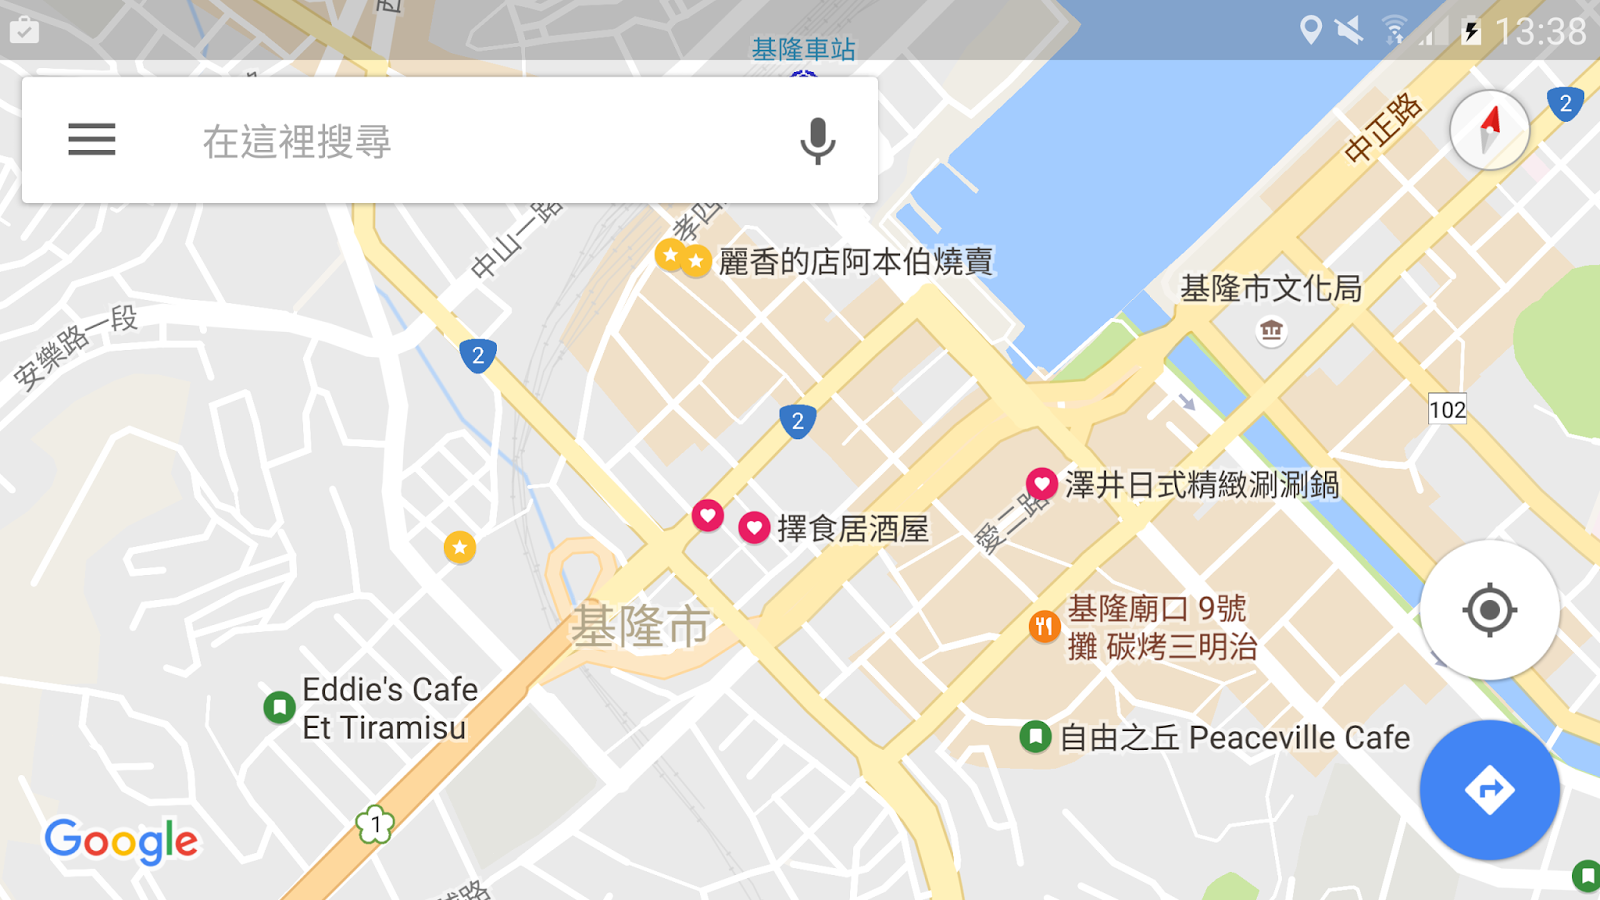 13:38
基隆車站
在這裡搜尋
2
中正路
孝四
中山一路
麗香的店阿本伯燒賣
基隆市文化局
安樂路一段
2
2
102
澤井日式精緻涮涮鍋
擇食居酒屋
愛二路
基隆廟口 9號
攤 碳烤三明治
基隆市
Eddie's Cafe
Et Tiramisu
自由之丘 Peaceville Cafe
1
Google